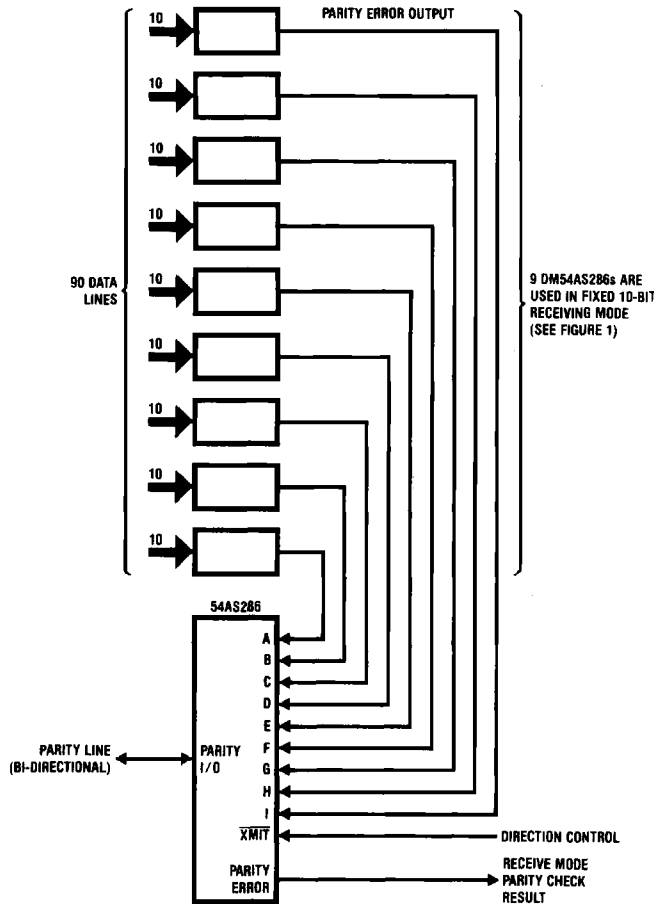 PARITY ERROR OUTPUT
10
10
10
10
10
10
10
10
10
90 DATA
LINES
9 DM54AS286s ARE
USED IN FIXED 10-BIT
RECEIVING MODE
(SEE FIGURE 1)
54AS286
A
B
C
D
E
F
G
H
I
XMIT
PARITY
I/O
PARITY
ERROR
PARITY LINE
(BI-DIRECTIONAL)
DIRECTION CONTROL
RECEIVE MODE
PARITY CHECK
RESULT